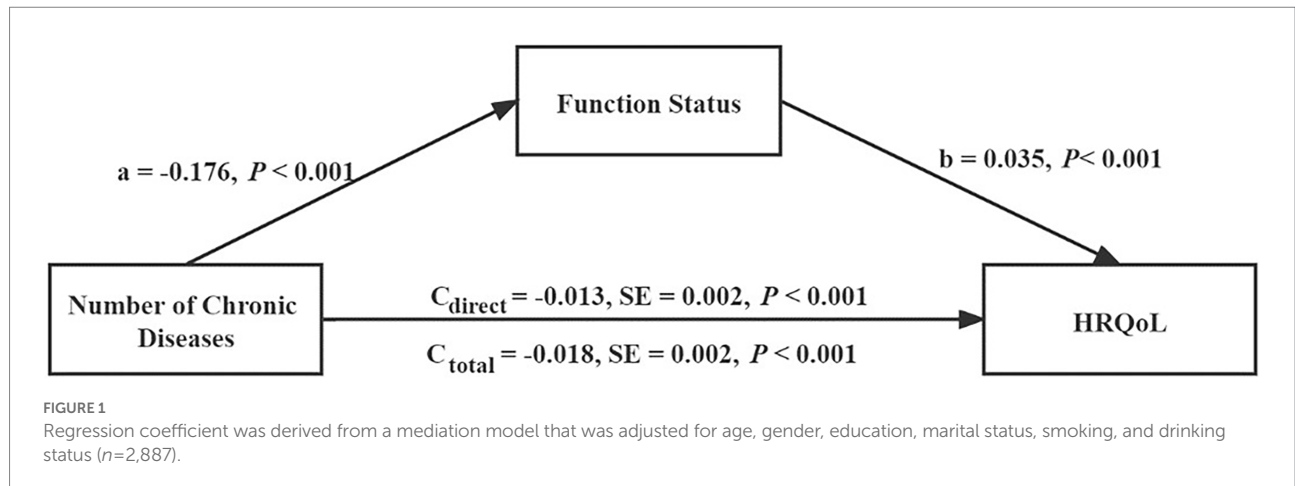 Function Status
a = -0.176, P < 0.001
b = 0.035, P< 0.001
Number of Chronic
Diseases
Cdirect = -0.013, SE = 0.002, P < 0.001
HRQoL
Ctotal = -0.018, SE = 0.002, P < 0.001
FIGURE 1
Regression coefficient was derived from a mediation model that was adjusted for age, gender, education, marital status, smoking, and drinking
status (n=2,887).